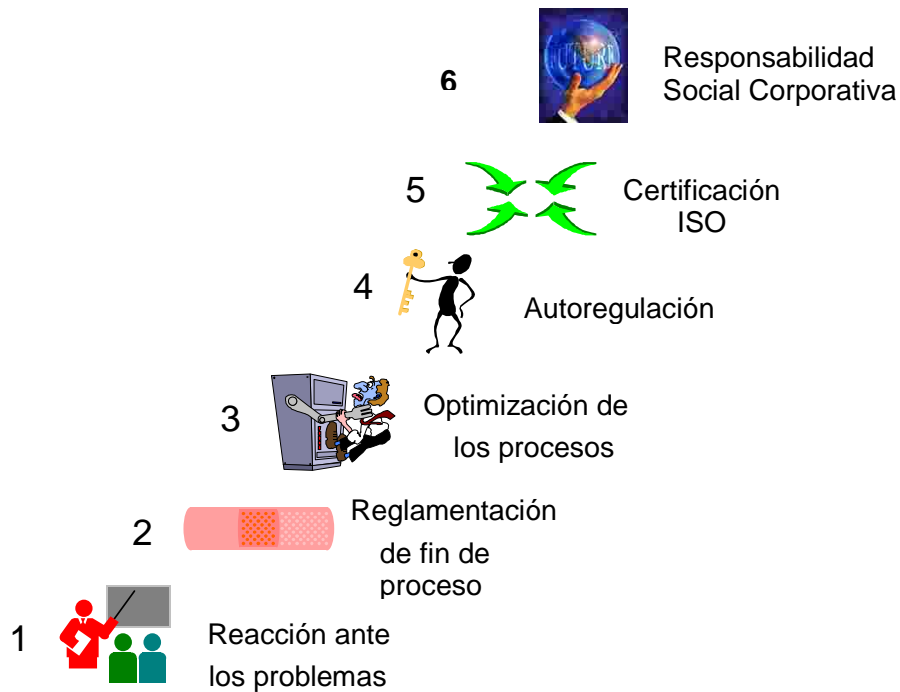 6
FUTURE
Responsabilidad
Social Corporativa
5
Certificación
ISO
4
Autoregulación
3
Optimización de
los procesos
2
Reglamentación
de fin de
proceso
1
Reacción ante
los problemas